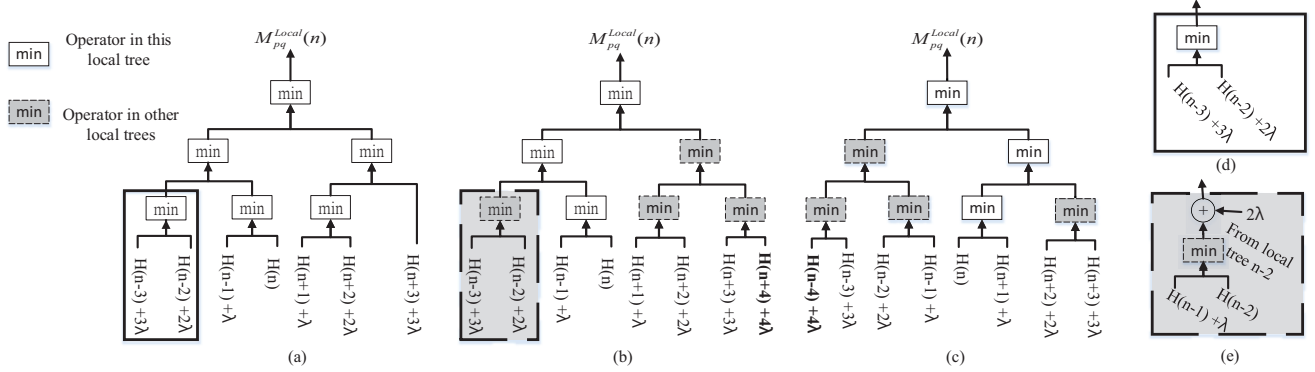 min
Operator in this
local tree
min
Operator in other
local trees
M_{pq}^{Local}(n)
min
min
min
min
min
min
H(n-3) +3λ
H(n-2) +2λ
H(n-1) +λ
H(n)
H(n+1) +λ
H(n+2) +2λ
H(n+3) +3λ
(a)
M_{pq}^{Local}(n)
min
min
min
min
min
min
min
H(n-3) +3λ
H(n-2) +2λ
H(n-1) +λ
H(n)
H(n+1) +λ
H(n+2) +2λ
H(n+3) +3λ
H(n+4) +4λ
(b)
M_{pq}^{Local}(n)
min
min
min
min
min
min
min
H(n-4) +4λ
H(n-3) +3λ
H(n-2) +2λ
H(n-1) +λ
H(n)
H(n+1) +λ
H(n+2) +2λ
H(n+3) +3λ
(c)
min
H(n-3) +3λ
H(n-2) +2λ
(d)
+
2λ
From local
tree n-2
min
H(n-1) +λ
H(n-2)
(e)